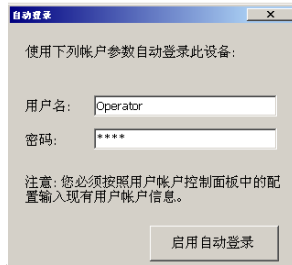 自动登录
使用下列帐户参数自动登录此设备:
用户名: Operator
密码: ****
注意:您必须按照用户帐户控制面板中的配
置输入现有用户帐户信息。
启用自动登录